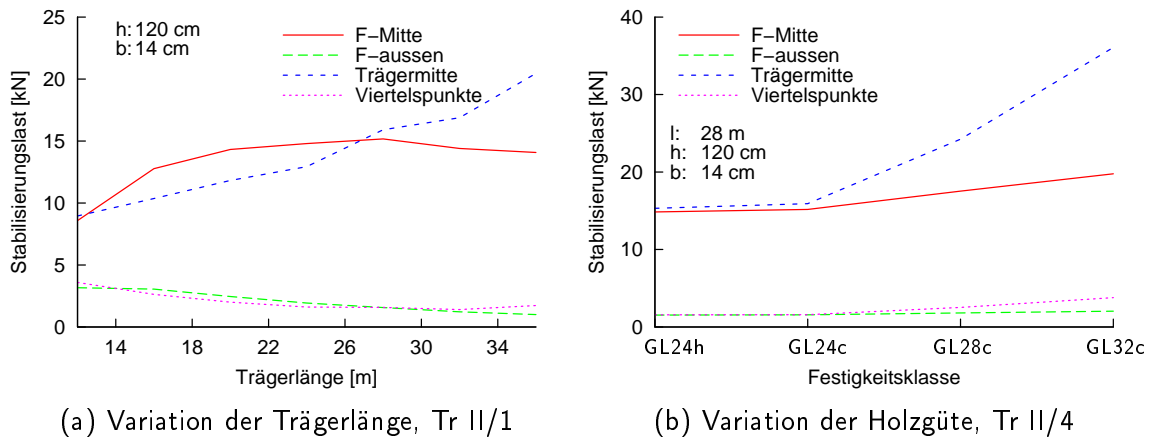 Stabilisierungslast [kN]
25
20
15
10
5
0
h: 120 cm
b: 14 cm
F−Mitte
F−aussen
Trägermitte
Viertelspunkte
14 18 22 26 30 34
Trägerlänge [m]
(a) Variation der Trägerlänge, Tr II/1
Stabilisierungslast [kN]
40
30
20
10
0
F−Mitte
F−aussen
Trägermitte
Viertelspunkte
l: 28 m
h: 120 cm
b: 14 cm
GL24h GL24c GL28c GL32c
Festigkeitsklasse
(b) Variation der Holzgüte, Tr II/4